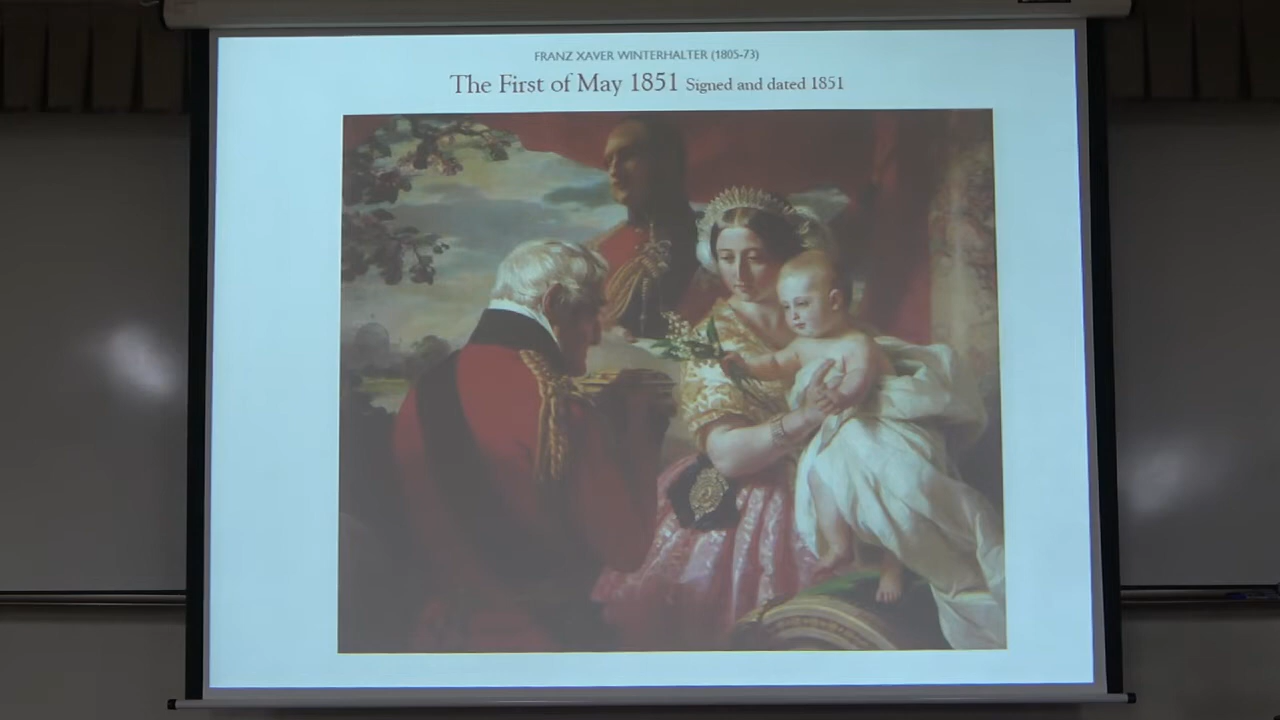 FRANZ XAVER WINTERHALTER (1805-73)
The First of May 1851 Signed and dated 1851